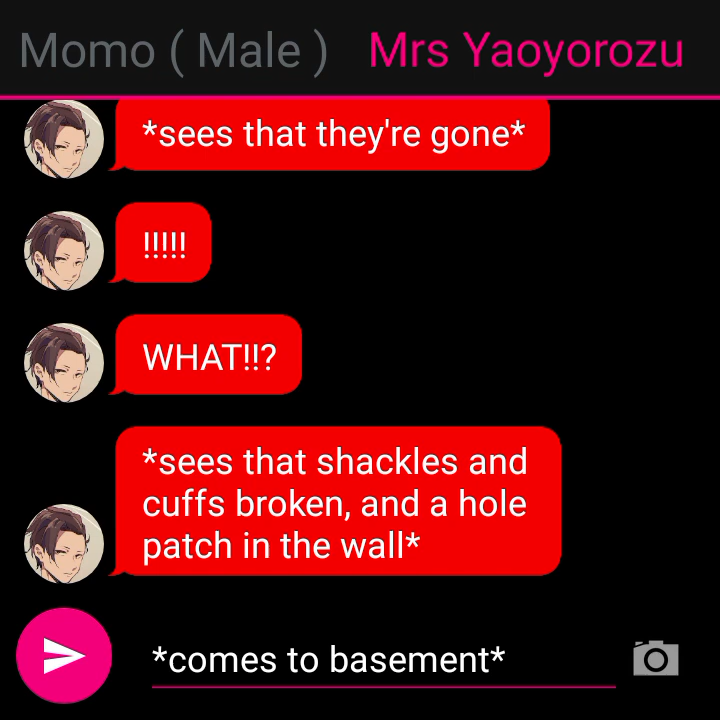 Momo ( Male ) Mrs Yaoyorozu
*sees that they're gone*
!!!!!
WHAT!!?
*sees that shackles and
cuffs broken, and a hole
patch in the wall*
*comes to basement*